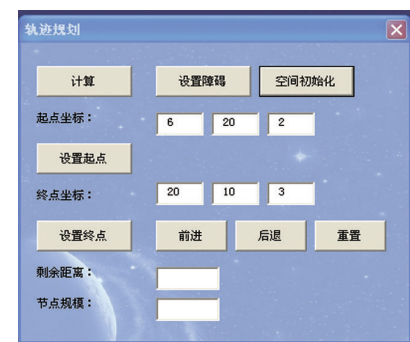 轨迹规划
计算 设置障碍 空间初始化
起点坐标： 6 20 2
设置起点
终点坐标： 20 10 3
设置终点 前进 后退 重置
剩余距离：
节点规模：